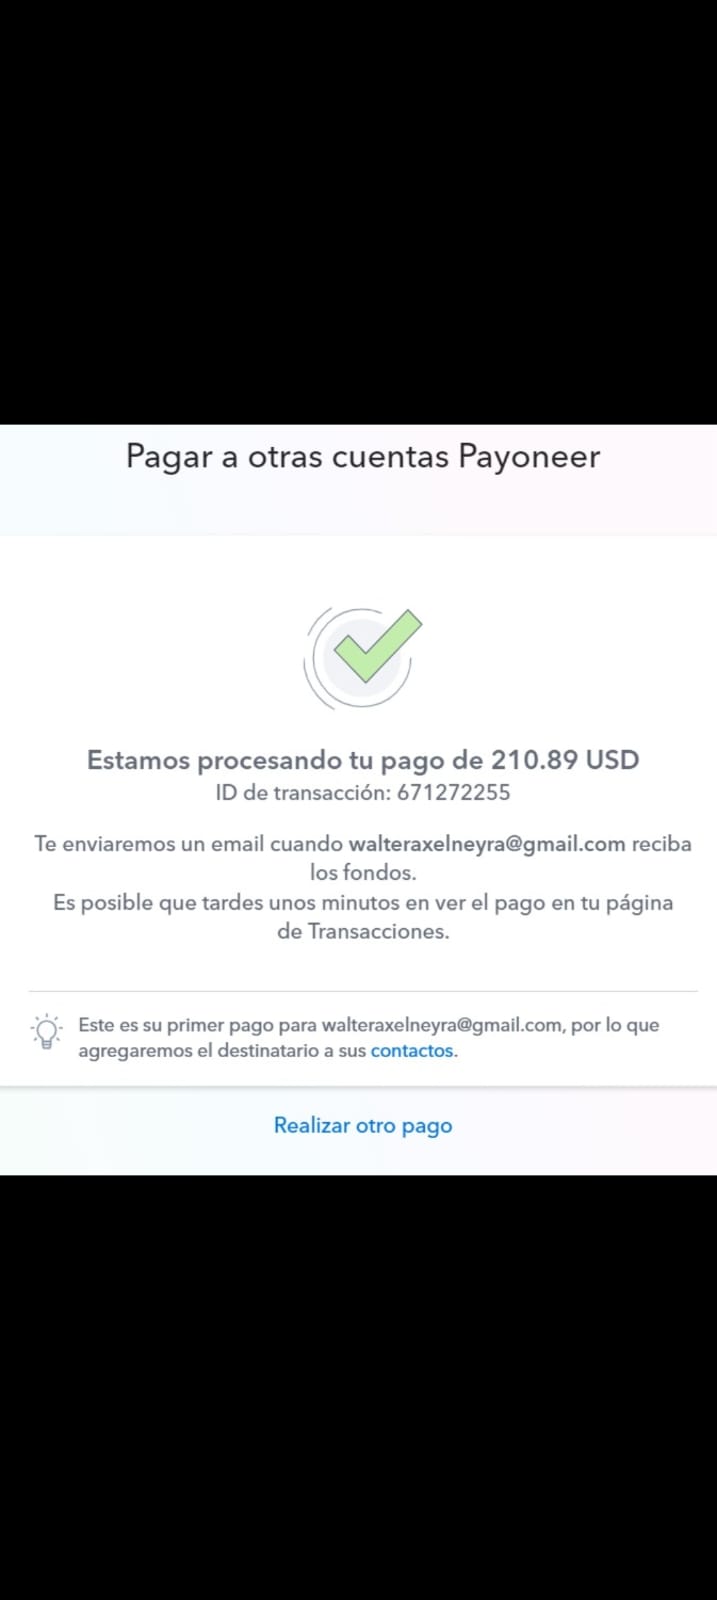 Pagar a otras cuentas Payoneer
Estamos procesando tu pago de 210.89 USD
ID de transacción: 671272255
Te enviaremos un email cuando walteraxelneyra@gmail.com reciba
los fondos.
Es posible que tardes unos minutos en ver el pago en tu página
de Transacciones.
Este es su primer pago para walteraxelneyra@gmail.com, por lo que
agregaremos el destinatario a sus contactos.
Realizar otro pago